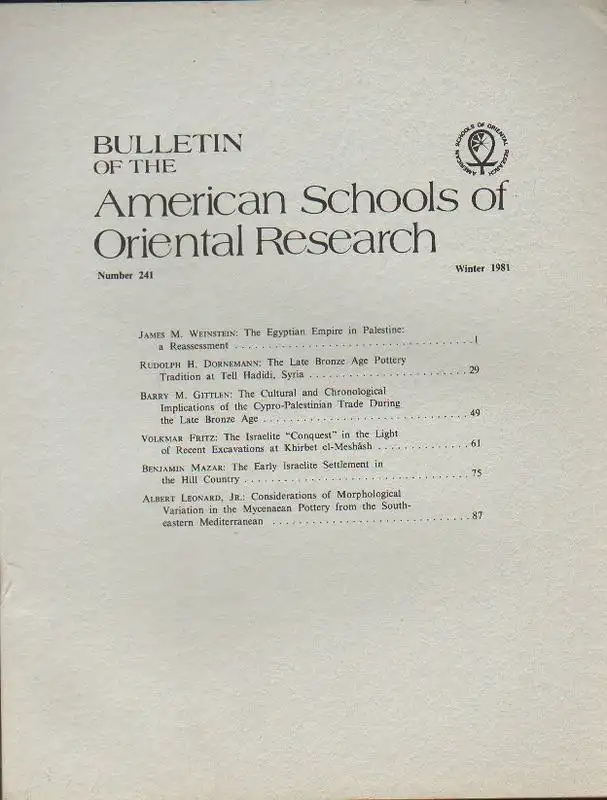 BULLETIN
OF THE
American Schools of
Oriental Research
AMERICAN SCHOOLS OF ORIENTAL RESEARCH
Number 241
Winter 1981
JAMES M. WEINSTEIN: The Egyptian Empire in Palestine:
a Reassessment . . . . . . . . . . . . . . . . . . . . . . . . . . . . . . . . . . . 1
RUDOLPH H. DORNEMANN: The Late Bronze Age Pottery
Tradition at Tell Hadidi, Syria . . . . . . . . . . . . . . . . . . . . . . . 29
BARRY M. GITTLEN: The Cultural and Chronological
Implications of the Cypro-Palestinian Trade During
the Late Bronze Age . . . . . . . . . . . . . . . . . . . . . . . . . . . . . . 49
VOLKMAR FRITZ: The Israelite "Conquest" in the Light
of Recent Excavations at Khirbet el-Meshâsh . . . . . . . . . . . . . 61
BENJAMIN MAZAR: The Early Israelite Settlement in
the Hill Country . . . . . . . . . . . . . . . . . . . . . . . . . . . . . . . . . 75
ALBERT LEONARD, JR.: Considerations of Morphological
Variation in the Mycenaean Pottery from the South-
eastern Mediterranean . . . . . . . . . . . . . . . . . . . . . . . . . . . . 87